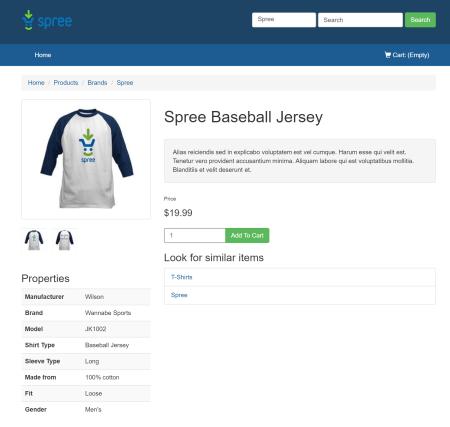 spree
Spree
Search
Search
Home
Cart: (Empty)
Home / Products / Brands / Spree
spree
Spree Baseball Jersey
Alias reiciendis sed in explicabo voluptatem est vel cumque. Harum esse qui velit est.
Tenetur vero provident accusantium minima. Aliquam labore qui est voluptatibus mollitia.
Blanditiis et velit deserunt et.
Price
$19.99
1
Add To Cart
Look for similar items
T-Shirts
Spree
Properties
Manufacturer Wilson
Brand Wannabe Sports
Model JK1002
Shirt Type Baseball Jersey
Sleeve Type Long
Made from 100% cotton
Fit Loose
Gender Men's